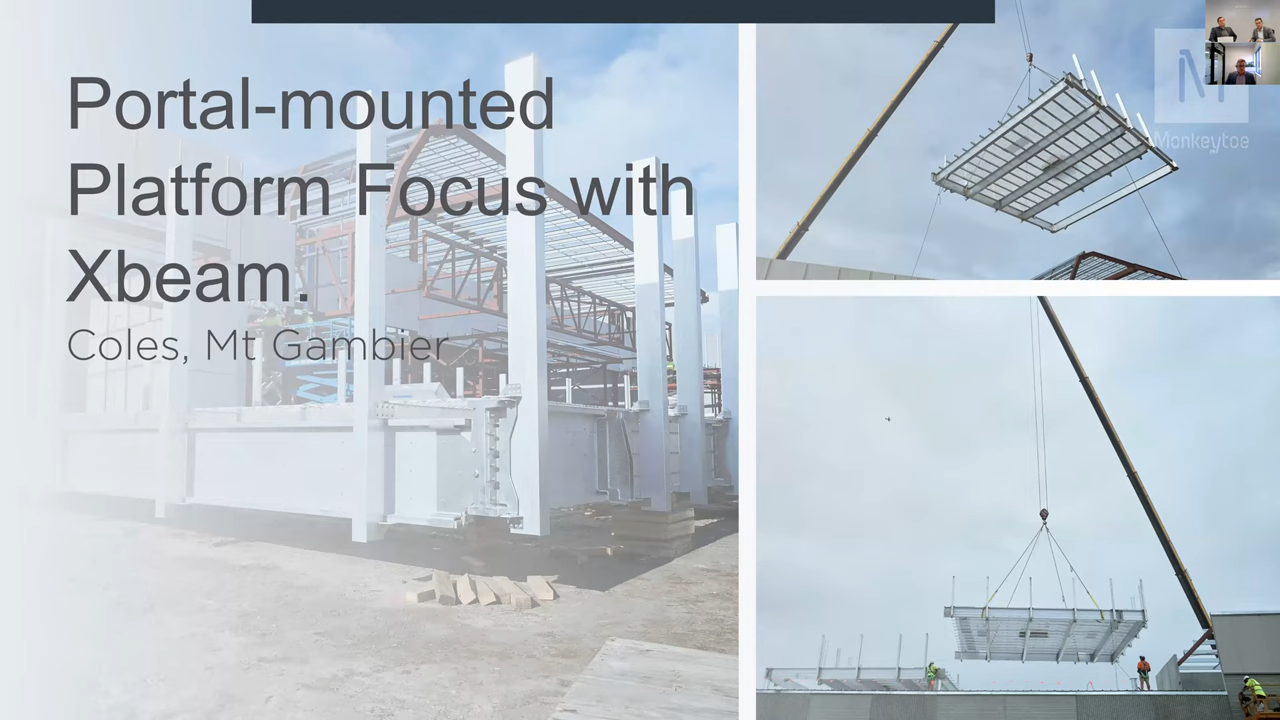 Portal-mounted
Platform Focus with
Xbeam.
Coles, Mt Gambier
Monkeytoe